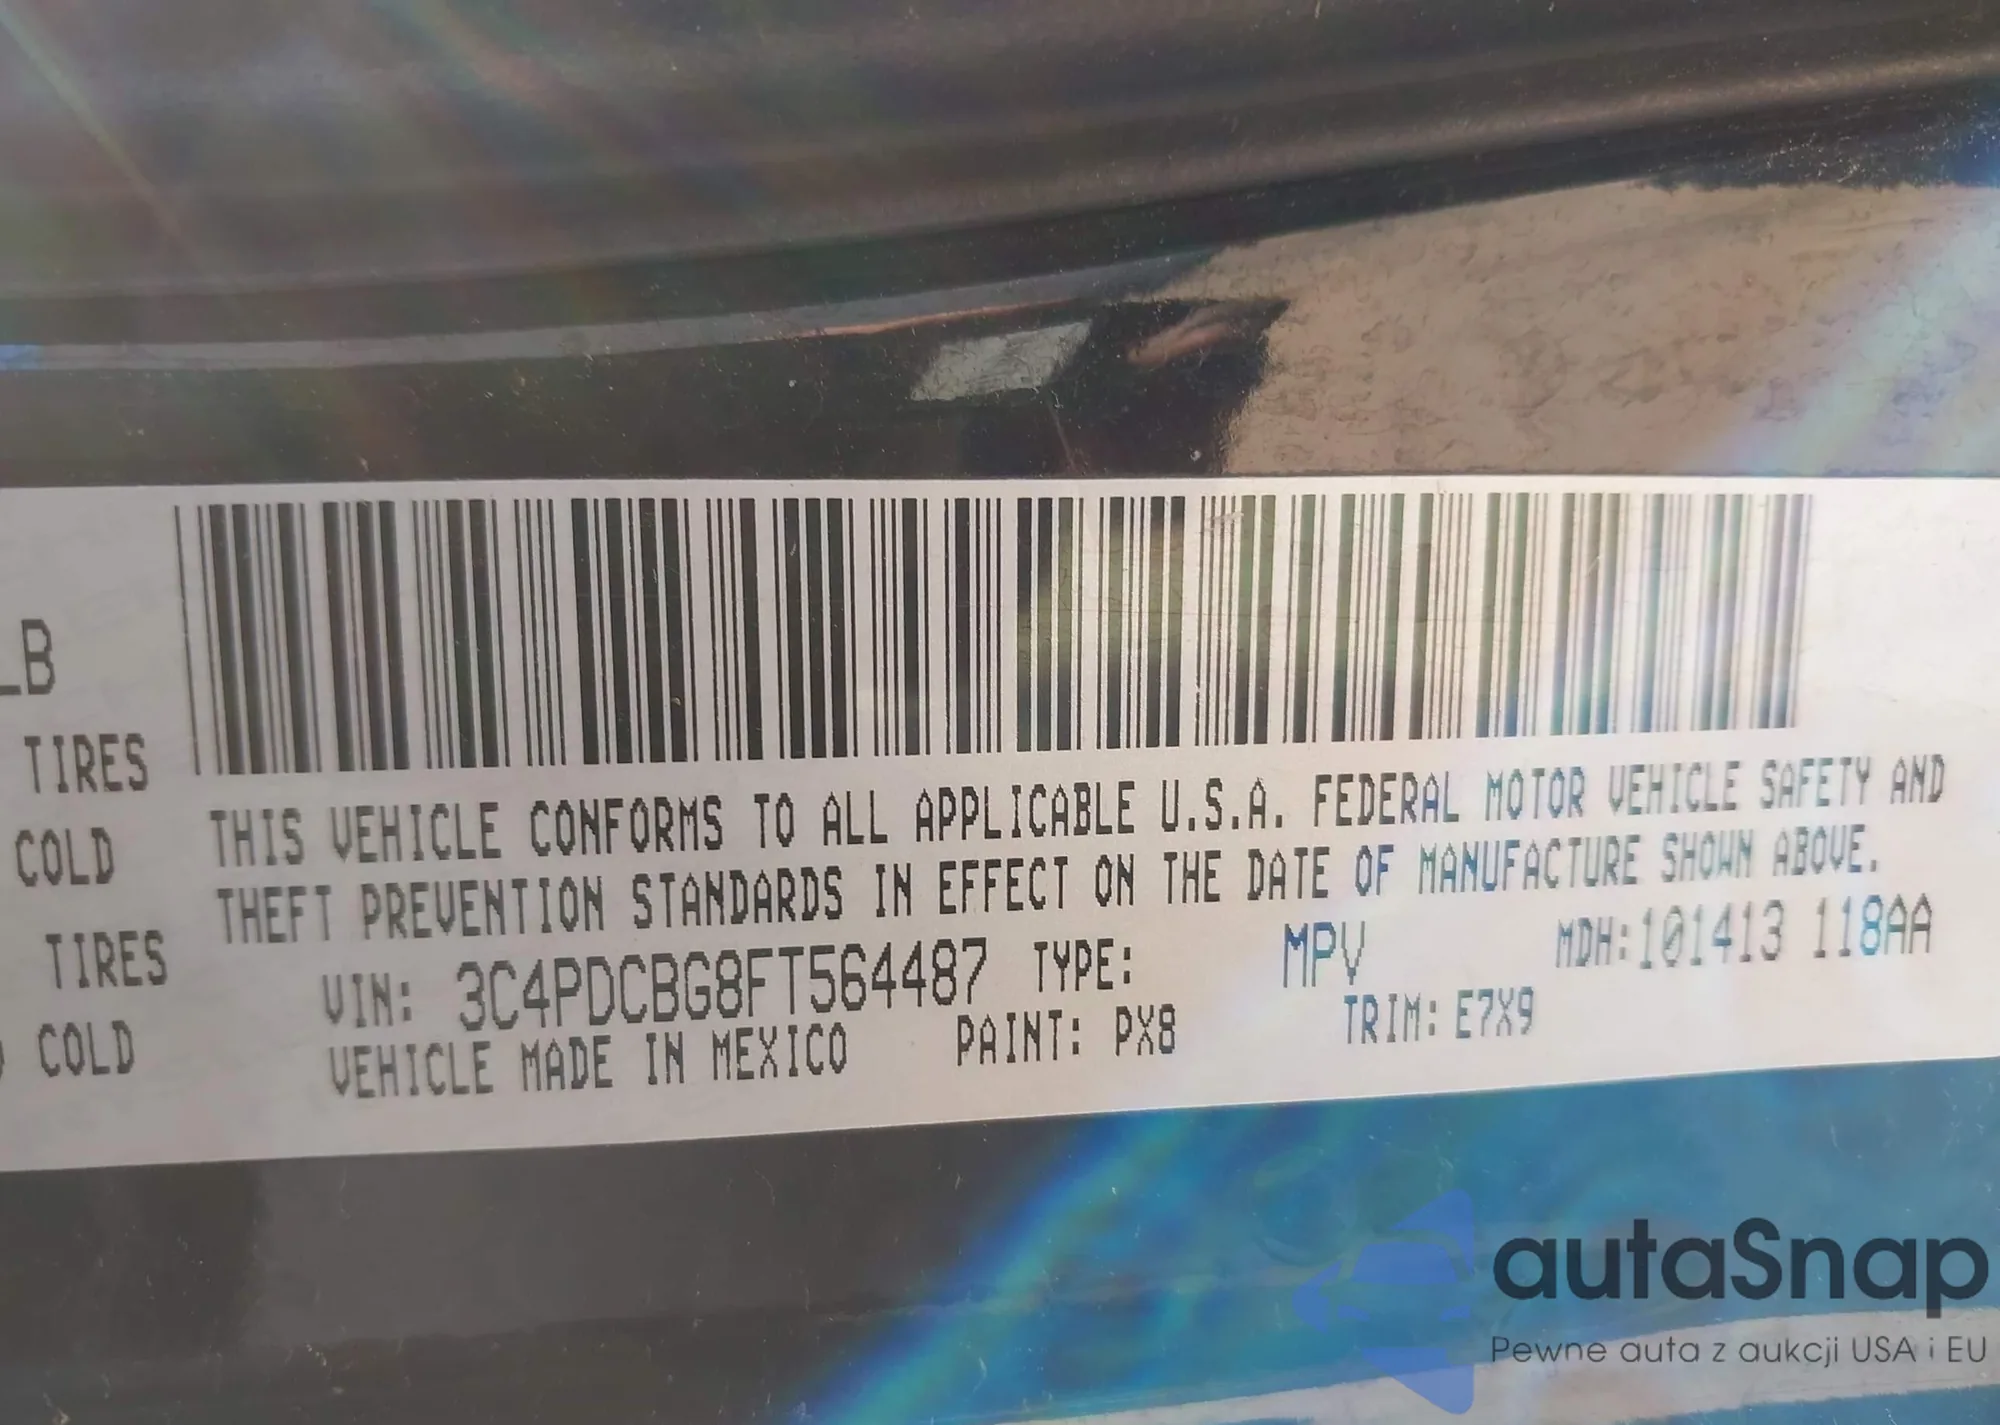 LB
TIRES
COLD
TIRES
COLD
THIS VEHICLE CONFORMS TO ALL APPLICABLE U.S.A. FEDERAL MOTOR VEHICLE SAFETY AND
THEFT PREVENTION STANDARDS IN EFFECT ON THE DATE OF MANUFACTURE SHOWN ABOVE.
VIN: 3C4PDCBG8FT564487 TYPE: MPV MDH:101413 118AA
VEHICLE MADE IN MEXICO PAINT: PX8 TRIM: E7X9
autaSnap
Pewne auta z aukcji USA i EU